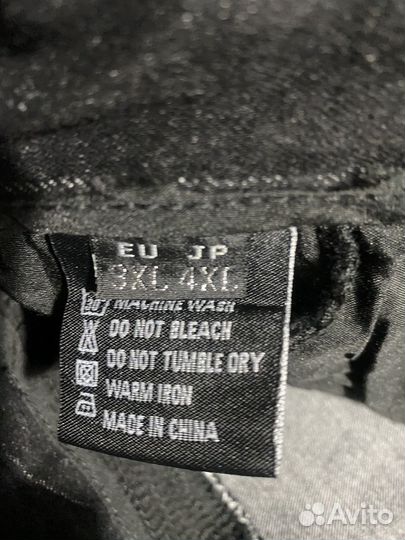 EU JP
3XL 4XL
MACHINE WASH
DO NOT BLEACH
DO NOT TUMBLE DRY
WARM IRON
MADE IN CHINA
Avito